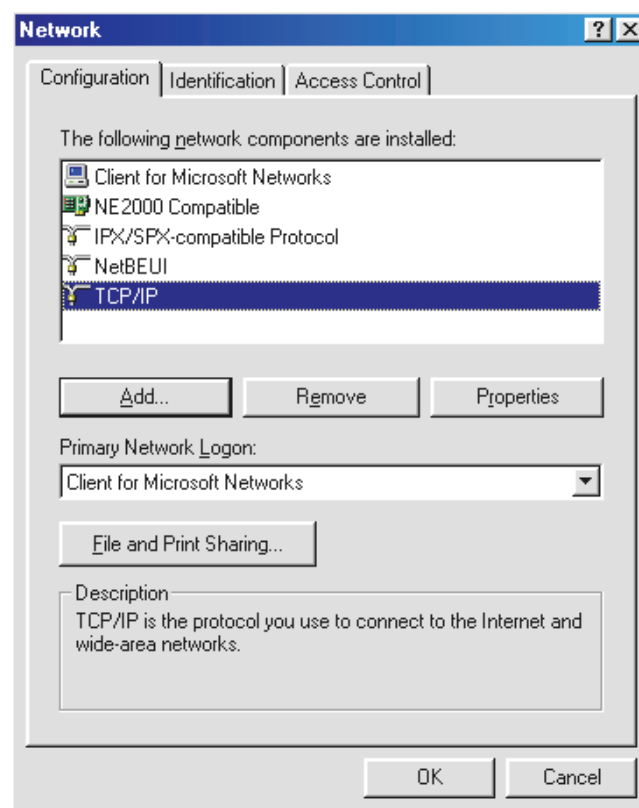 Network
Configuration Identification Access Control
The following network components are installed:
Client for Microsoft Networks
NE2000 Compatible
IPX/SPX-compatible Protocol
NetBEUI
TCP/IP
Add... Remove Properties
Primary Network Logon:
Client for Microsoft Networks
File and Print Sharing...
Description
TCP/IP is the protocol you use to connect to the Internet and
wide-area networks.
OK Cancel